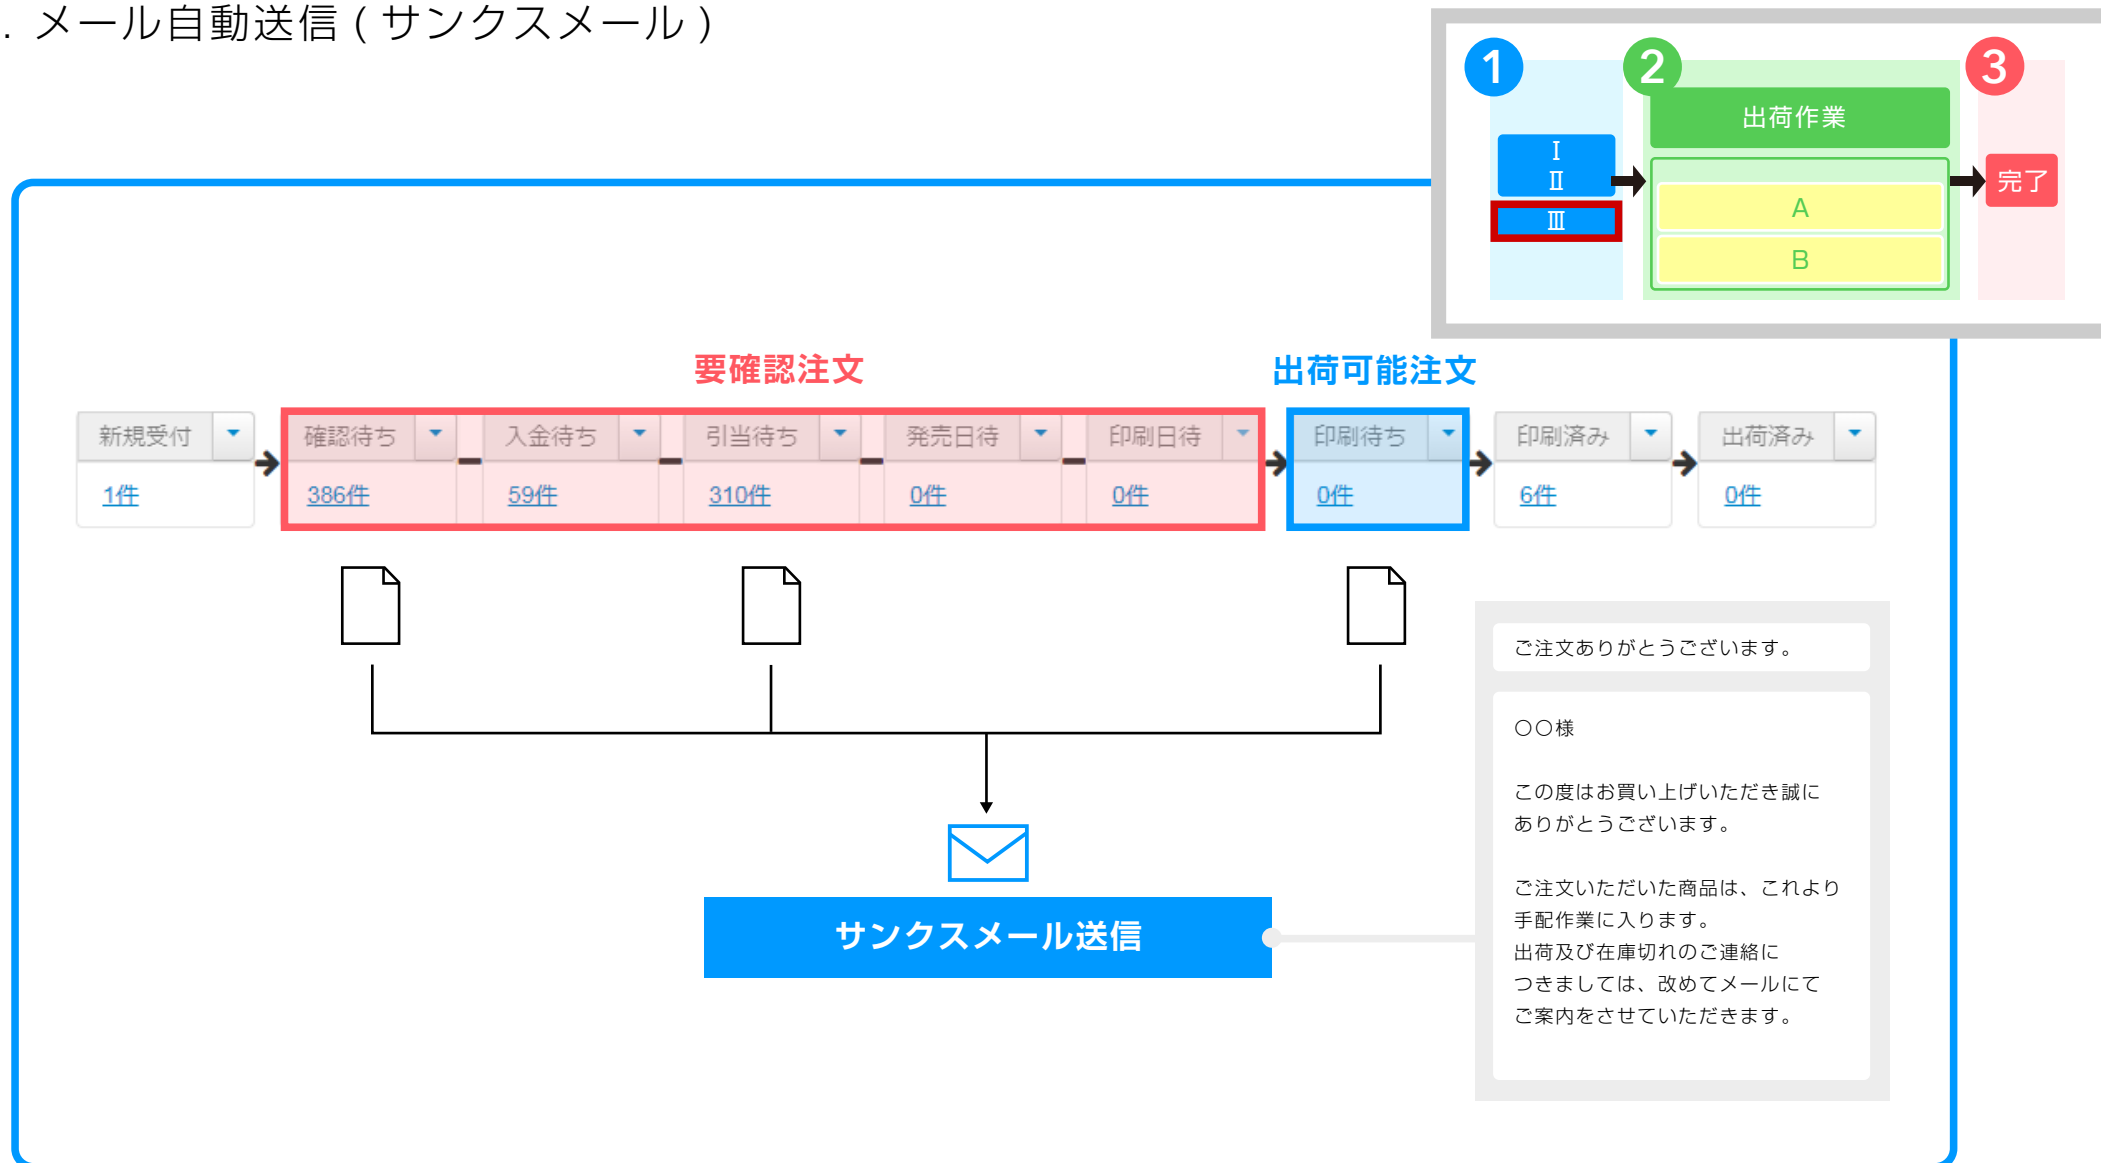 . メール自動送信 ( サンクスメール )
1
2
3
出荷作業
Ⅰ
Ⅱ
Ⅲ
A
B
完了
要確認注文
出荷可能注文
新規受付
確認待ち
入金待ち
引当待ち
発売日待
印刷日待
印刷待ち
印刷済み
出荷済み
1件
386件
59件
310件
0件
0件
0件
6件
0件
ご注文ありがとうございます。
〇〇様
この度はお買い上げいただき誠に
ありがとうございます。
ご注文いただいた商品は、これより
手配作業に入ります。
出荷及び在庫切れのご連絡に
つきましては、改めてメールにて
ご案内をさせていただきます。
サンクスメール送信